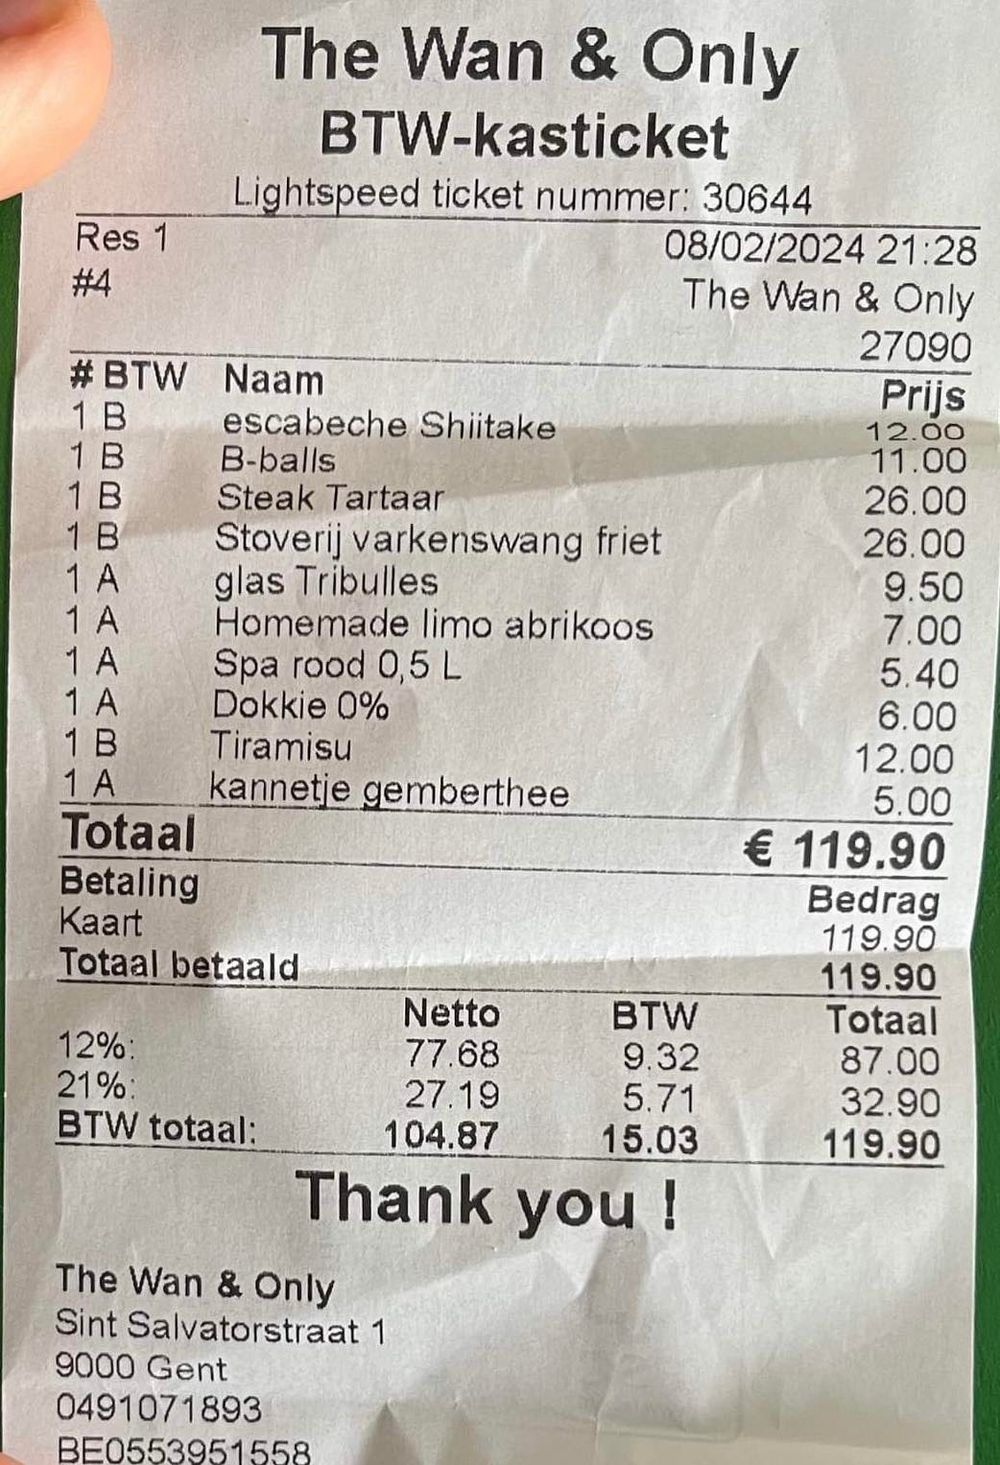 The Wan & Only
BTW-kasticket
Lightspeed ticket nummer: 30644
Res 1 08/02/2024 21:28
#4 The Wan & Only
27090
# BTW Naam Prijs
1 B escabeche Shiitake 12.00
1 B B-balls 11.00
1 B Steak Tartaar 26.00
1 B Stoverij varkenswang friet 26.00
1 A glas Tribulles 9.50
1 A Homemade limo abrikoos 7.00
1 A Spa rood 0,5 L 5.40
1 A Dokkie 0% 6.00
1 B Tiramisu 12.00
1 A kannetje gemberthee 5.00
Totaal € 119.90
Betaling Bedrag
Kaart 119.90
Totaal betaald 119.90
Netto BTW Totaal
12%: 77.68 9.32 87.00
21%: 27.19 5.71 32.90
BTW totaal: 104.87 15.03 119.90
Thank you !
The Wan & Only
Sint Salvatorstraat 1
9000 Gent
0491071893
BE0553951558